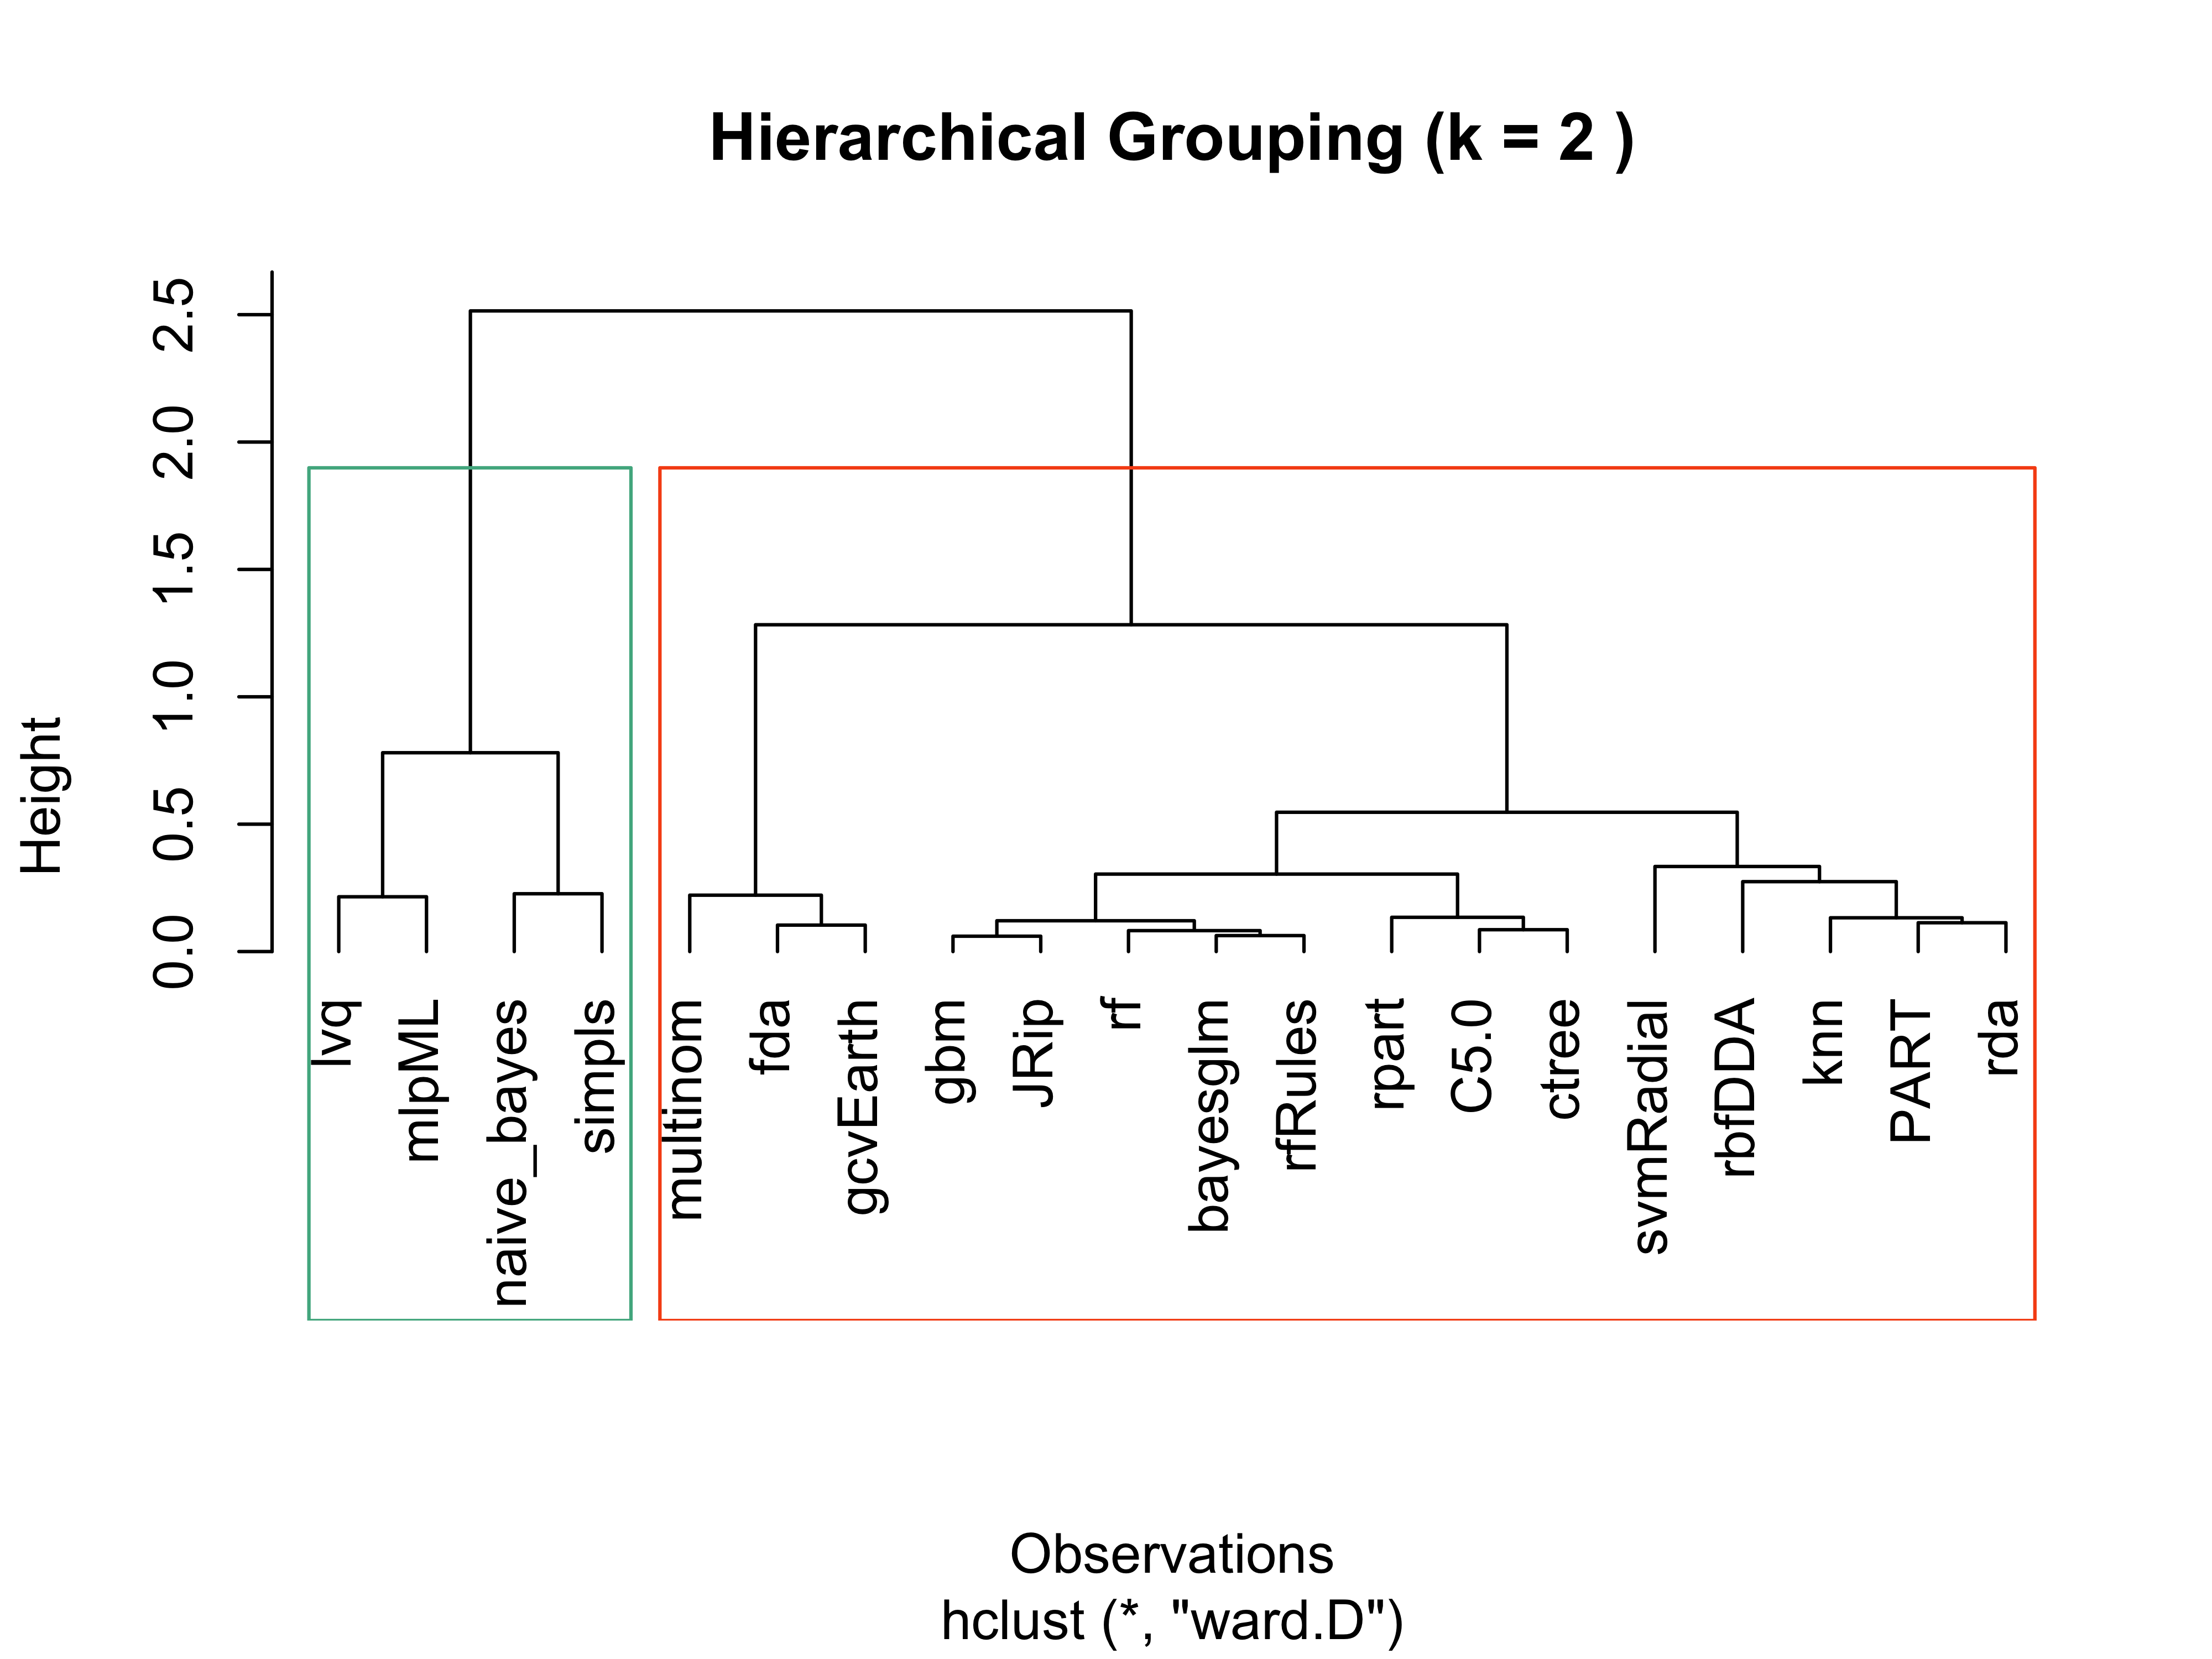 Hierarchical Grouping (k = 2 )
Height
2.5
2.0
1.5
1.0
0.5
0.0
lvq
mlpML
naive_bayes
simpls
multinom
fda
gcvEarth
gbm
JRip
rf
bayesglm
rfRules
rpart
C5.0
ctree
svmRadial
rbfDDA
knn
PART
rda
Observations
hclust (*, "ward.D")